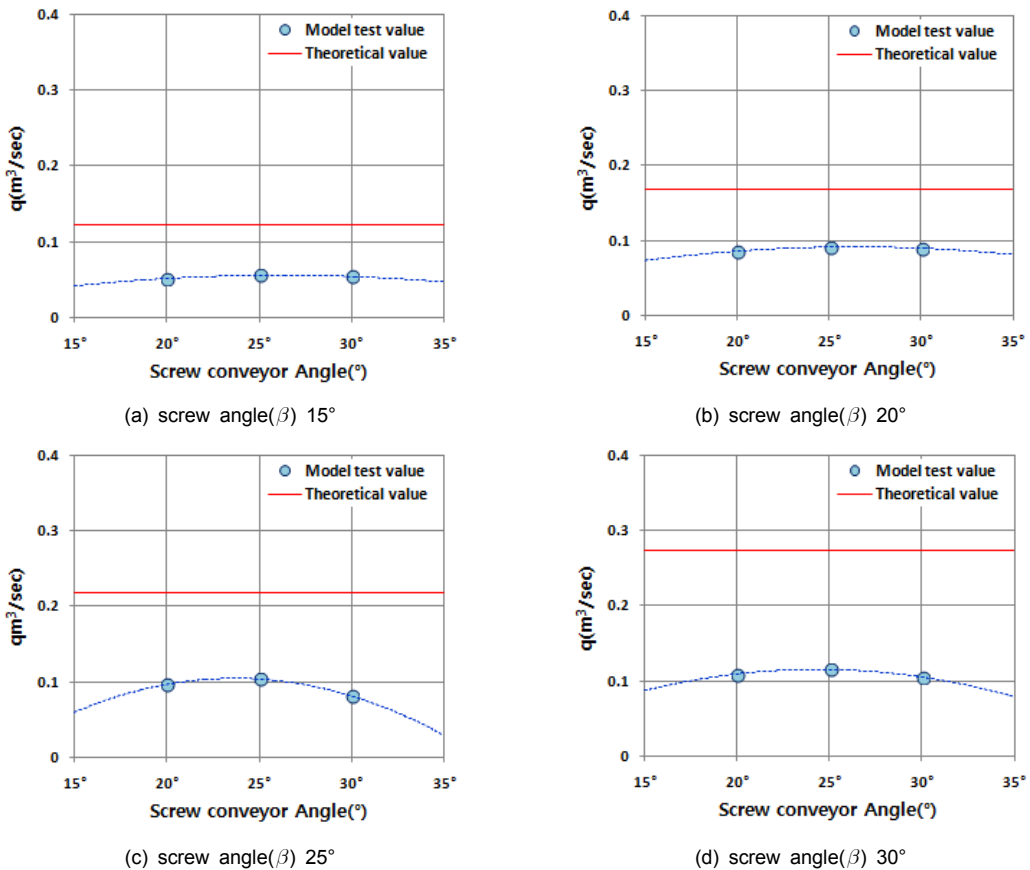 0.4
0.3
0.2
0.1
0
q(m³/sec)
Model test value
Theoretical value
15° 20° 25° 30° 35°
Screw conveyor Angle(°)
(a) screw angle(β) 15°
0.4
0.3
0.2
0.1
0
q(m³/sec)
Model test value
Theoretical value
15° 20° 25° 30° 35°
Screw conveyor Angle(°)
(b) screw angle(β) 20°
0.4
0.3
0.2
0.1
0
qm³/sec)
Model test value
Theoretical value
15° 20° 25° 30° 35°
Screw conveyor Angle(°)
(c) screw angle(β) 25°
0.4
0.3
0.2
0.1
0
q(m³/sec)
Model test value
Theoretical value
15° 20° 25° 30° 35°
Screw conveyor Angle(°)
(d) screw angle(β) 30°